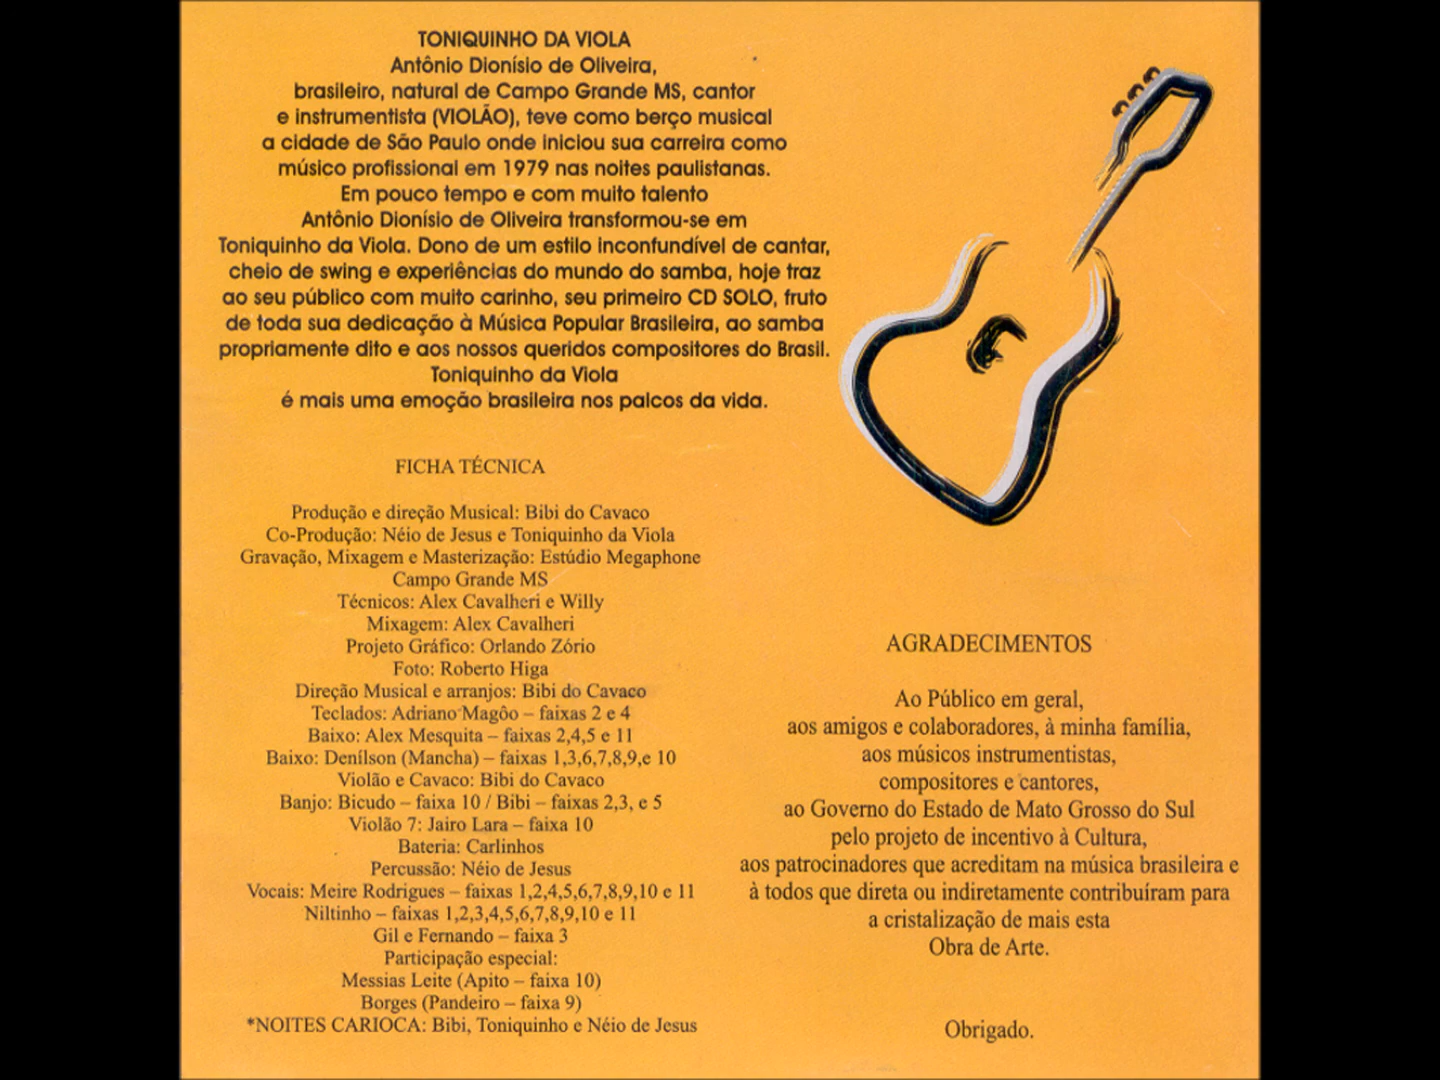 TONIQUINHO DA VIOLA
Antônio Dionísio de Oliveira,
brasileiro, natural de Campo Grande MS, cantor
e instrumentista (VIOLÃO), teve como berço musical
a cidade de São Paulo onde iniciou sua carreira como
músico profissional em 1979 nas noites paulistanas.
Em pouco tempo e com muito talento
Antônio Dionísio de Oliveira transformou-se em
Toniquinho da Viola. Dono de um estilo inconfundível de cantar,
cheio de swing e experiências do mundo do samba, hoje traz
ao seu público com muito carinho, seu primeiro CD SOLO, fruto
de toda sua dedicação à Música Popular Brasileira, ao samba
propriamente dito e aos nossos queridos compositores do Brasil.
Toniquinho da Viola
é mais uma emoção brasileira nos palcos da vida.
FICHA TÉCNICA
Produção e direção Musical: Bibi do Cavaco
Co-Produção: Néio de Jesus e Toniquinho da Viola
Gravação, Mixagem e Masterização: Estúdio Megaphone
Campo Grande MS
Técnicos: Alex Cavalheri e Willy
Mixagem: Alex Cavalheri
Projeto Gráfico: Orlando Zório
Foto: Roberto Higa
Direção Musical e arranjos: Bibi do Cavaco
Teclados: Adriano Magôo – faixas 2 e 4
Baixo: Alex Mesquita – faixas 2,4,5 e 11
Baixo: Denílson (Mancha) – faixas 1,3,6,7,8,9,e 10
Violão e Cavaco: Bibi do Cavaco
Banjo: Bicudo – faixa 10 / Bibi – faixas 2,3, e 5
Violão 7: Jairo Lara – faixa 10
Bateria: Carlinhos
Percussão: Néio de Jesus
Vocais: Meire Rodrigues – faixas 1,2,4,5,6,7,8,9,10 e 11
Niltinho – faixas 1,2,3,4,5,6,7,8,9,10 e 11
Gil e Fernando – faixa 3
Participação especial:
Messias Leite (Apito – faixa 10)
Borges (Pandeiro – faixa 9)
*NOITES CARIOCA: Bibi, Toniquinho e Néio de Jesus
AGRADECIMENTOS
Ao Público em geral,
aos amigos e colaboradores, à minha família,
aos músicos instrumentistas,
compositores e cantores,
ao Governo do Estado de Mato Grosso do Sul
pelo projeto de incentivo à Cultura,
aos patrocinadores que acreditam na música brasileira e
à todos que direta ou indiretamente contribuíram para
a cristalização de mais esta
Obra de Arte.
Obrigado.